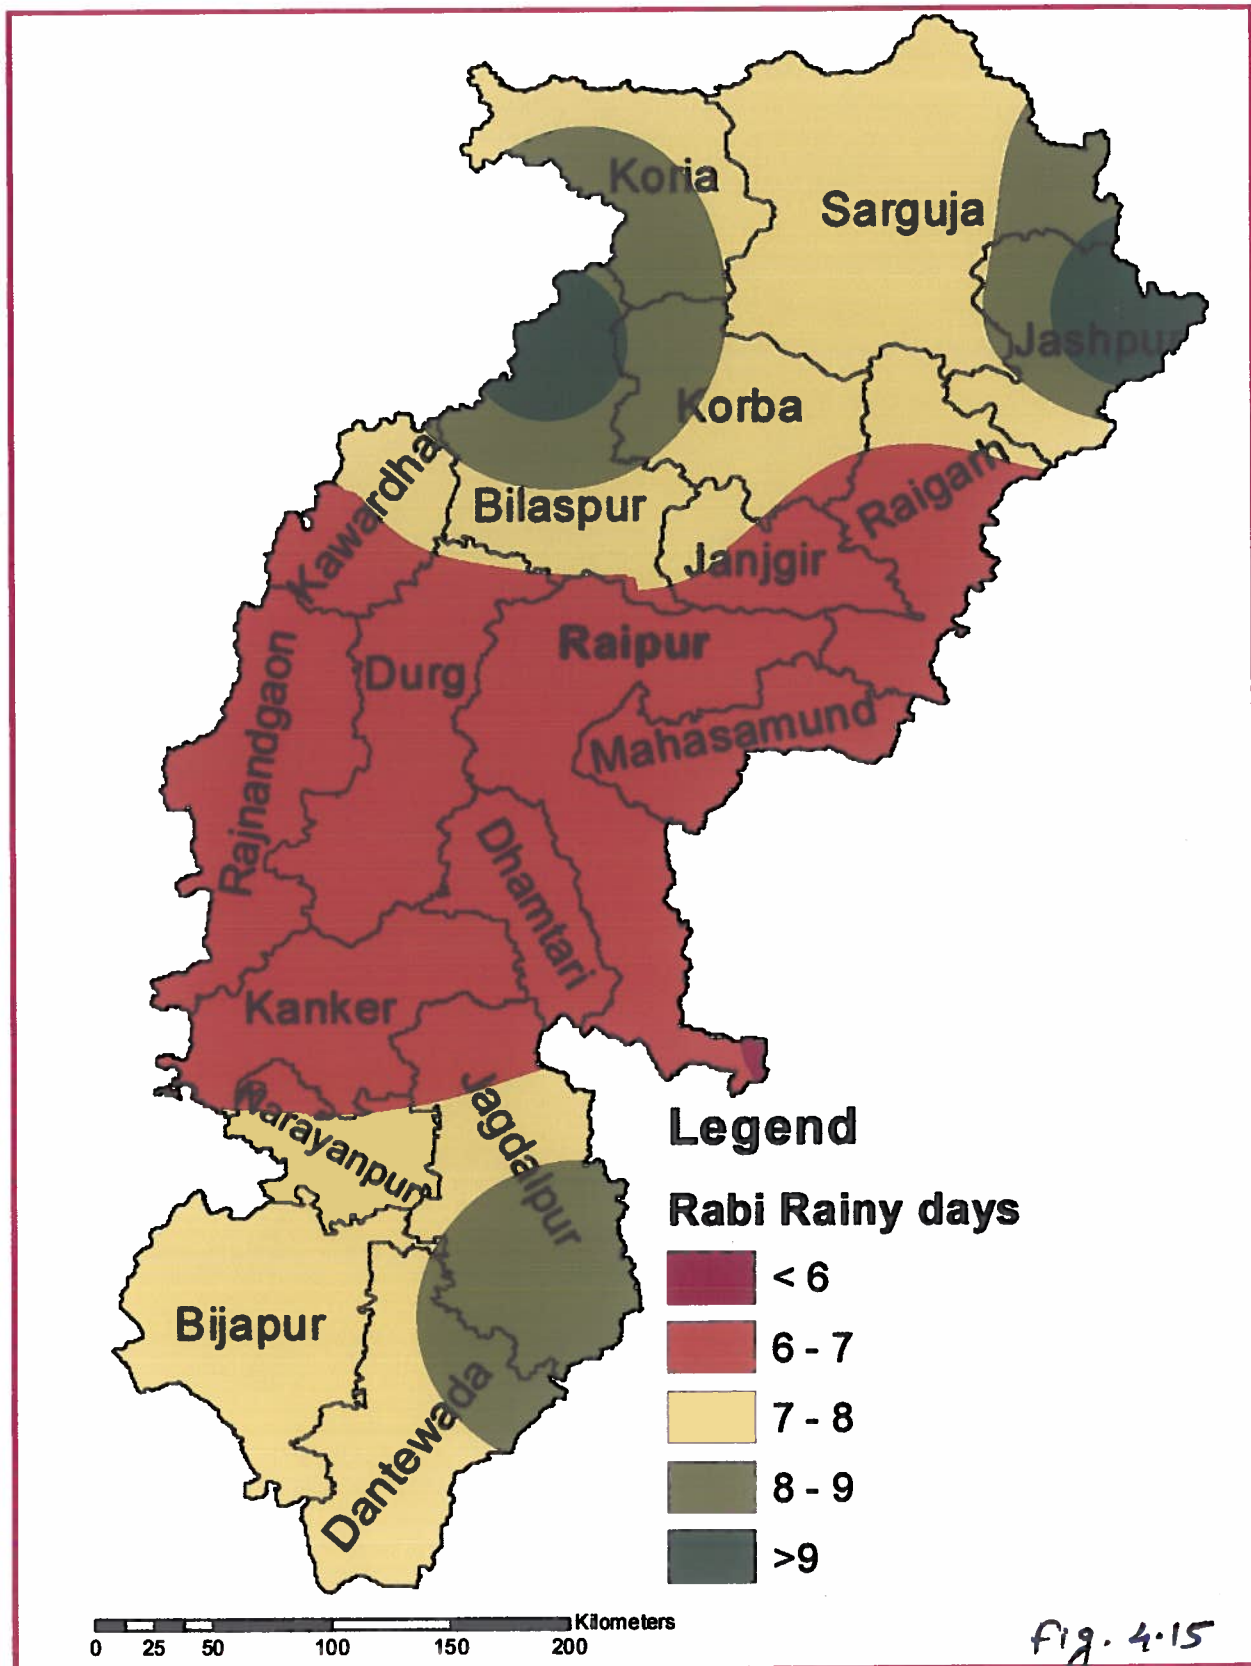 Koria
Sarguja
Jashpur
Korba
Kawardha
Bilaspur
Raigarh
Janjgir
Raipur
Durg
Rajnandgaon
Mahasamund
Dhamtari
Kanker
Narayanpur
Jagdalpur
Bijapur
Dantewada
Legend
Rabi Rainy days
< 6
6 - 7
7 - 8
8 - 9
>9
Kilometers
0 25 50 100 150 200
fig. 4.15